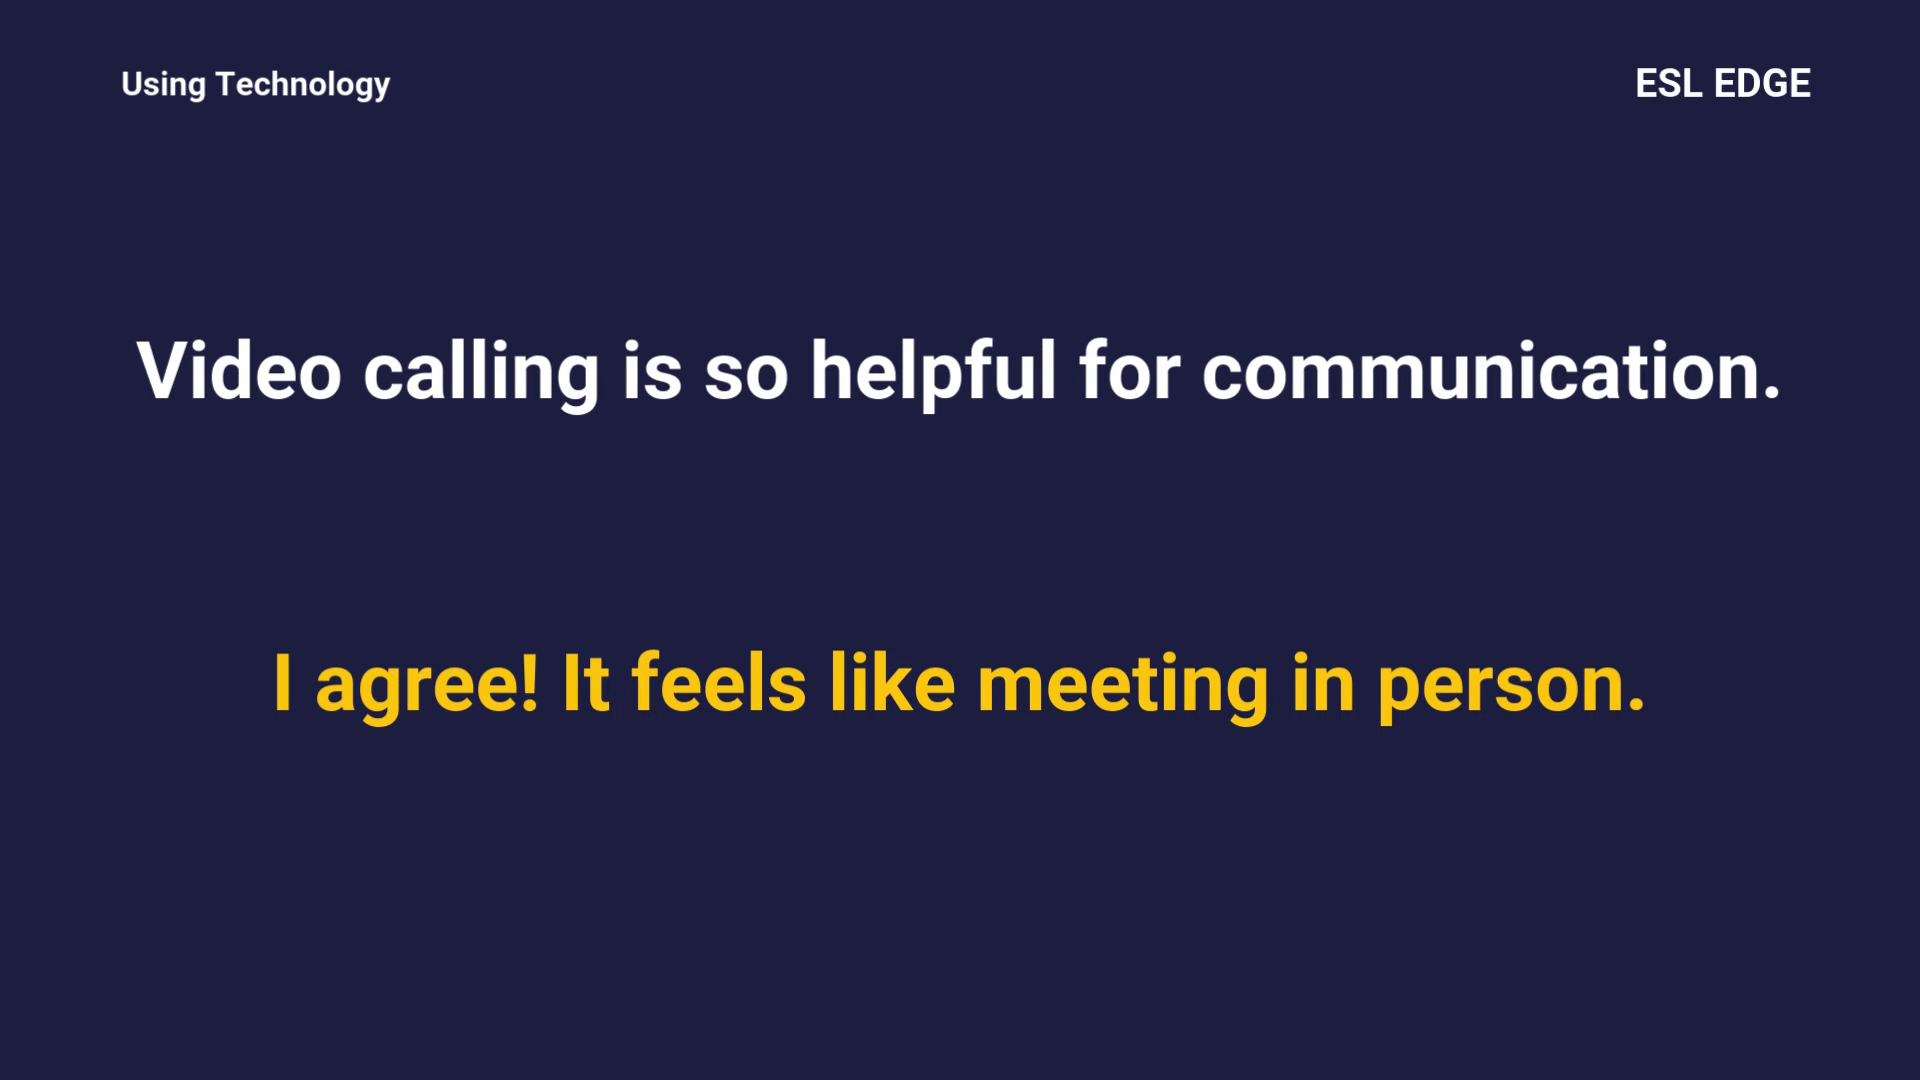 Using Technology
ESL EDGE
Video calling is so helpful for communication.
I agree! It feels like meeting in person.